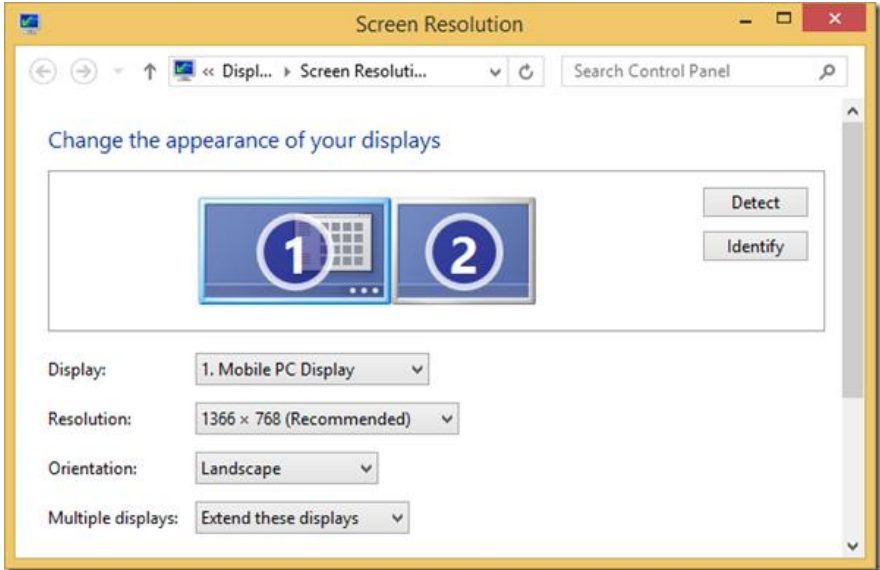 Screen Resolution
« Displ... Screen Resoluti...
Search Control Panel
Change the appearance of your displays
1
2
Detect
Identify
Display: 1. Mobile PC Display
Resolution: 1366 × 768 (Recommended)
Orientation: Landscape
Multiple displays: Extend these displays